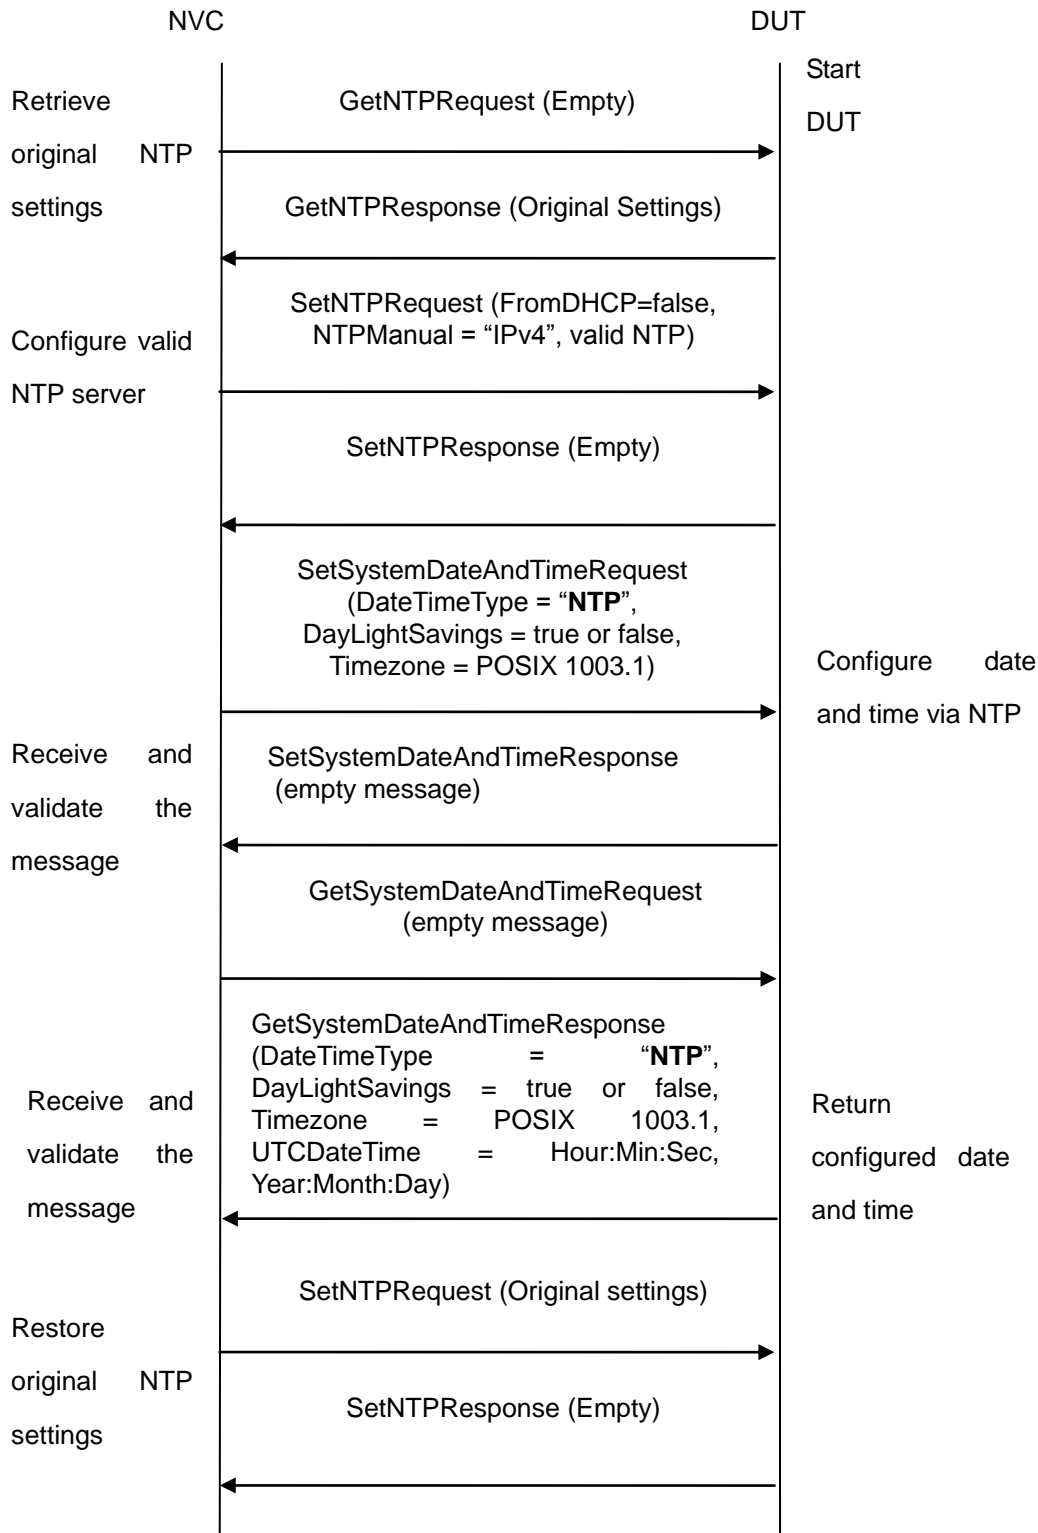 NVC
DUT
Start
DUT
Retrieve
original NTP
settings
GetNTPRequest (Empty)
GetNTPResponse (Original Settings)
SetNTPRequest (FromDHCP=false,
NTPManual = “IPv4”, valid NTP)
Configure valid
NTP server
SetNTPResponse (Empty)
SetSystemDateAndTimeRequest
(DateTimeType = “NTP”,
DayLightSavings = true or false,
Timezone = POSIX 1003.1)
Configure date
and time via NTP
Receive and
validate the
message
SetSystemDateAndTimeResponse
(empty message)
GetSystemDateAndTimeRequest
(empty message)
GetSystemDateAndTimeResponse
(DateTimeType = “NTP”,
DayLightSavings = true or false,
Timezone = POSIX 1003.1,
UTCDateTime = Hour:Min:Sec,
Year:Month:Day)
Receive and
validate the
message
Return
configured date
and time
SetNTPRequest (Original settings)
Restore
original NTP
settings
SetNTPResponse (Empty)